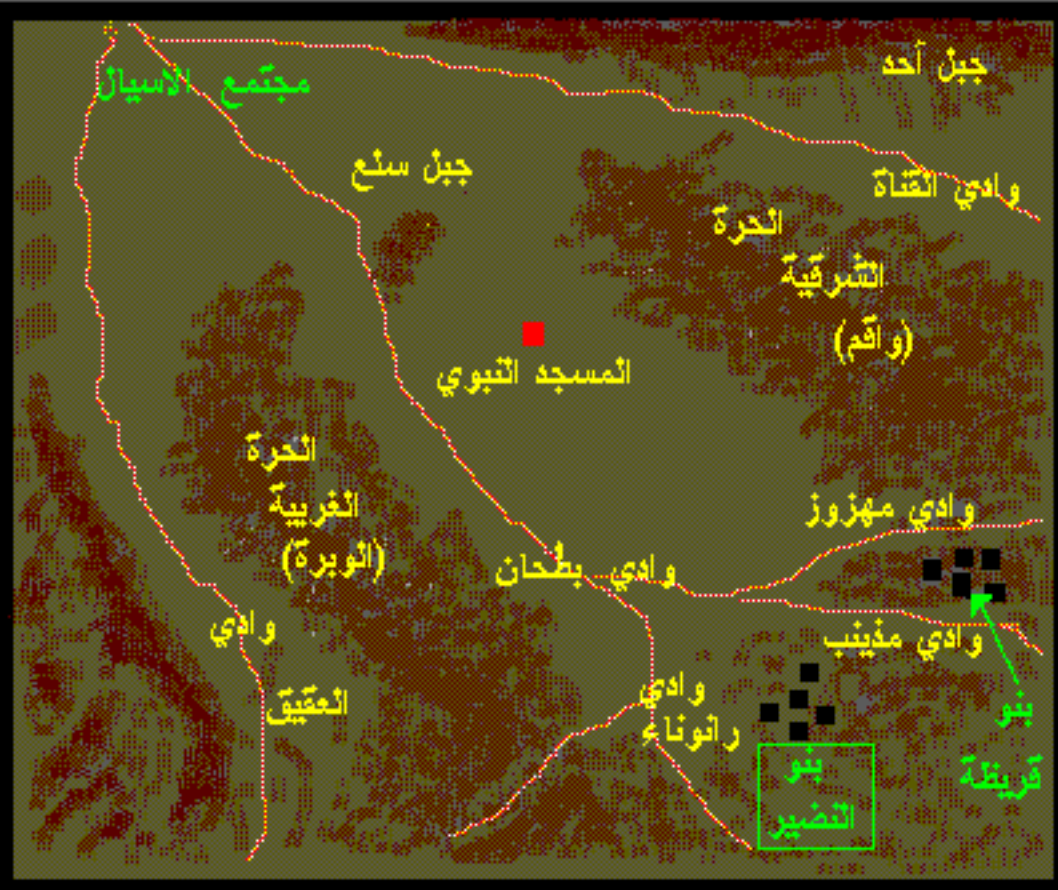 جبل أحد
مجتمع الاسيال
جبل سلع
وادي القناة
الحرة
الشرقية
(واقم)
المسجد النبوي
الحرة
الغربية
(الوبرة)
وادي مهزوز
وادي بطحان
وادي مذينب
وادي
العقيق
وادي
رانوناء
بنو
قريظة
بنو
النضير